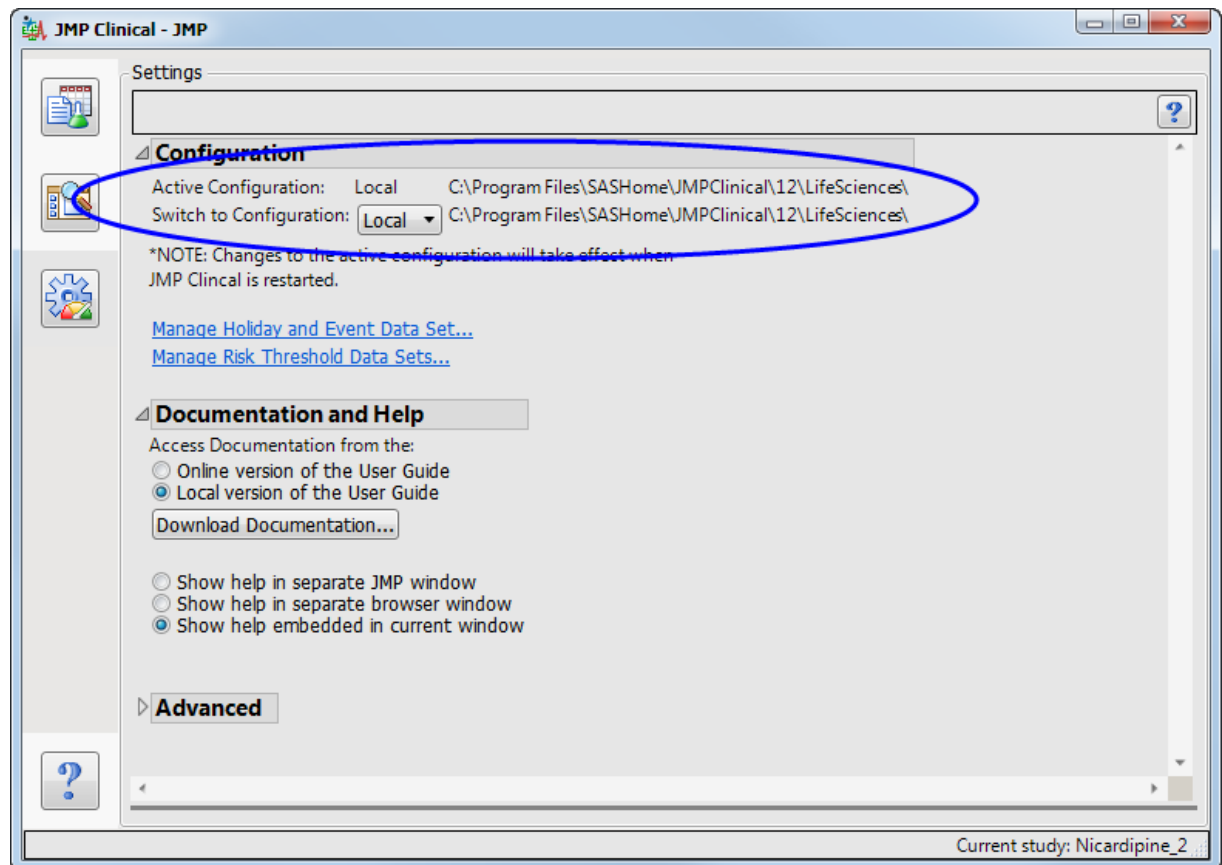 JMP Clinical - JMP
Settings
Configuration
Active Configuration: Local C:\Program Files\SASHome\JMPClinical\12\LifeSciences\
Switch to Configuration: Local C:\Program Files\SASHome\JMPClinical\12\LifeSciences\
*NOTE: Changes to the active configuration will take effect when
JMP Clincal is restarted.
Manage Holiday and Event Data Set...
Manage Risk Threshold Data Sets...
Documentation and Help
Access Documentation from the:
Online version of the User Guide
Local version of the User Guide
Download Documentation...
Show help in separate JMP window
Show help in separate browser window
Show help embedded in current window
Advanced
Current study: Nicardipine_2